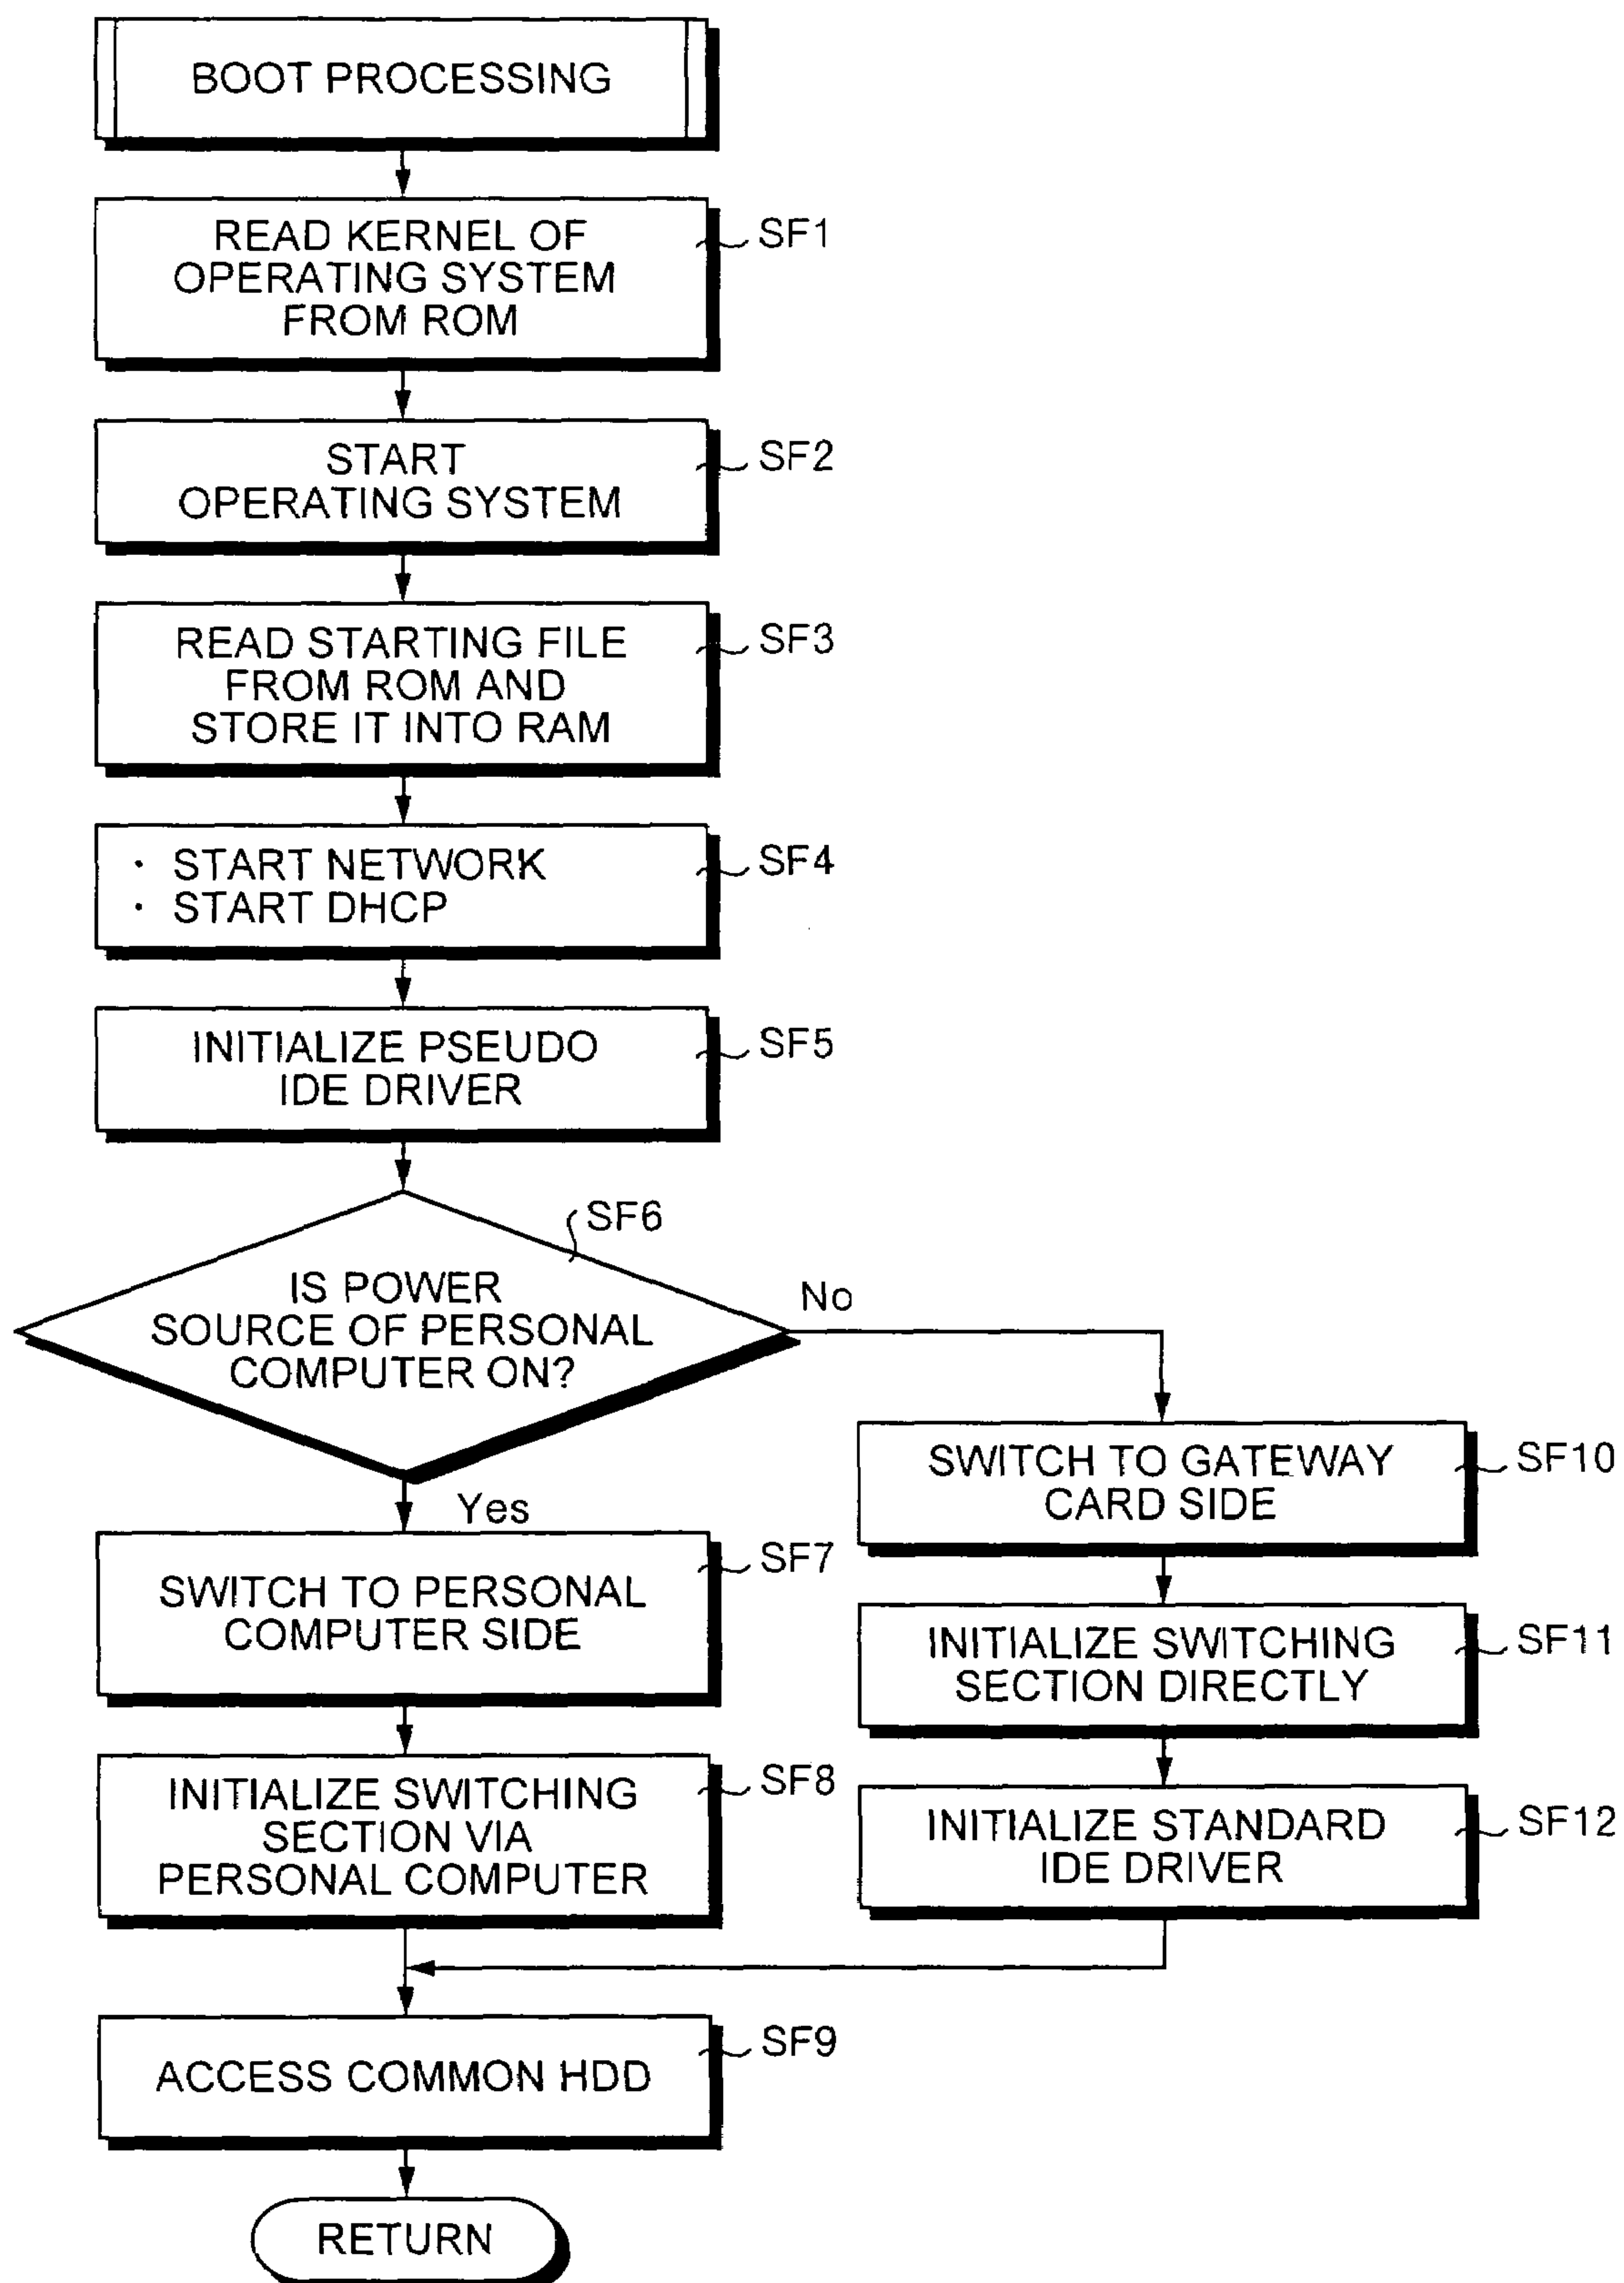 BOOT PROCESSING
READ KERNEL OF
OPERATING SYSTEM
FROM ROM
SF1
START
OPERATING SYSTEM
SF2
READ STARTING FILE
FROM ROM AND
STORE IT INTO RAM
SF3
· START NETWORK
· START DHCP
SF4
INITIALIZE PSEUDO
IDE DRIVER
SF5
SF6
IS POWER
SOURCE OF PERSONAL
COMPUTER ON?
No
Yes
SWITCH TO PERSONAL
COMPUTER SIDE
SF7
INITIALIZE SWITCHING
SECTION VIA
PERSONAL COMPUTER
SF8
SWITCH TO GATEWAY
CARD SIDE
SF10
INITIALIZE SWITCHING
SECTION DIRECTLY
SF11
INITIALIZE STANDARD
IDE DRIVER
SF12
ACCESS COMMON HDD
SF9
RETURN